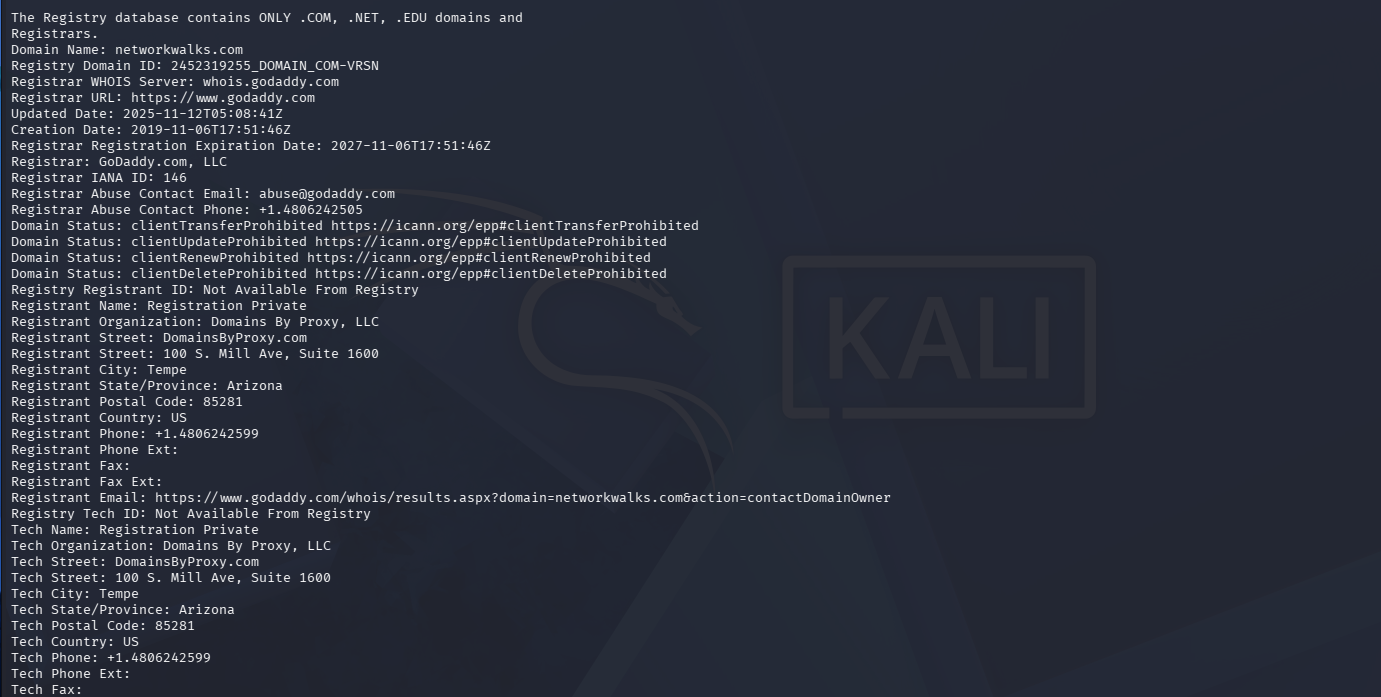 The Registry database contains ONLY .COM, .NET, .EDU domains and
Registrars.
Domain Name: networkwalks.com
Registry Domain ID: 2452319255_DOMAIN_COM-VRSN
Registrar WHOIS Server: whois.godaddy.com
Registrar URL: https://www.godaddy.com
Updated Date: 2025-11-12T05:08:41Z
Creation Date: 2019-11-06T17:51:46Z
Registrar Registration Expiration Date: 2027-11-06T17:51:46Z
Registrar: GoDaddy.com, LLC
Registrar IANA ID: 146
Registrar Abuse Contact Email: abuse@godaddy.com
Registrar Abuse Contact Phone: +1.4806242505
Domain Status: clientTransferProhibited https://icann.org/epp#clientTransferProhibited
Domain Status: clientUpdateProhibited https://icann.org/epp#clientUpdateProhibited
Domain Status: clientRenewProhibited https://icann.org/epp#clientRenewProhibited
Domain Status: clientDeleteProhibited https://icann.org/epp#clientDeleteProhibited
Registry Registrant ID: Not Available From Registry
Registrant Name: Registration Private
Registrant Organization: Domains By Proxy, LLC
Registrant Street: DomainsByProxy.com
Registrant Street: 100 S. Mill Ave, Suite 1600
Registrant City: Tempe
Registrant State/Province: Arizona
Registrant Postal Code: 85281
Registrant Country: US
Registrant Phone: +1.4806242599
Registrant Phone Ext:
Registrant Fax:
Registrant Fax Ext:
Registrant Email: https://www.godaddy.com/whois/results.aspx?domain=networkwalks.com&action=contactDomainOwner
Registry Tech ID: Not Available From Registry
Tech Name: Registration Private
Tech Organization: Domains By Proxy, LLC
Tech Street: DomainsByProxy.com
Tech Street: 100 S. Mill Ave, Suite 1600
Tech City: Tempe
Tech State/Province: Arizona
Tech Postal Code: 85281
Tech Country: US
Tech Phone: +1.4806242599
Tech Phone Ext:
Tech Fax:
KALI